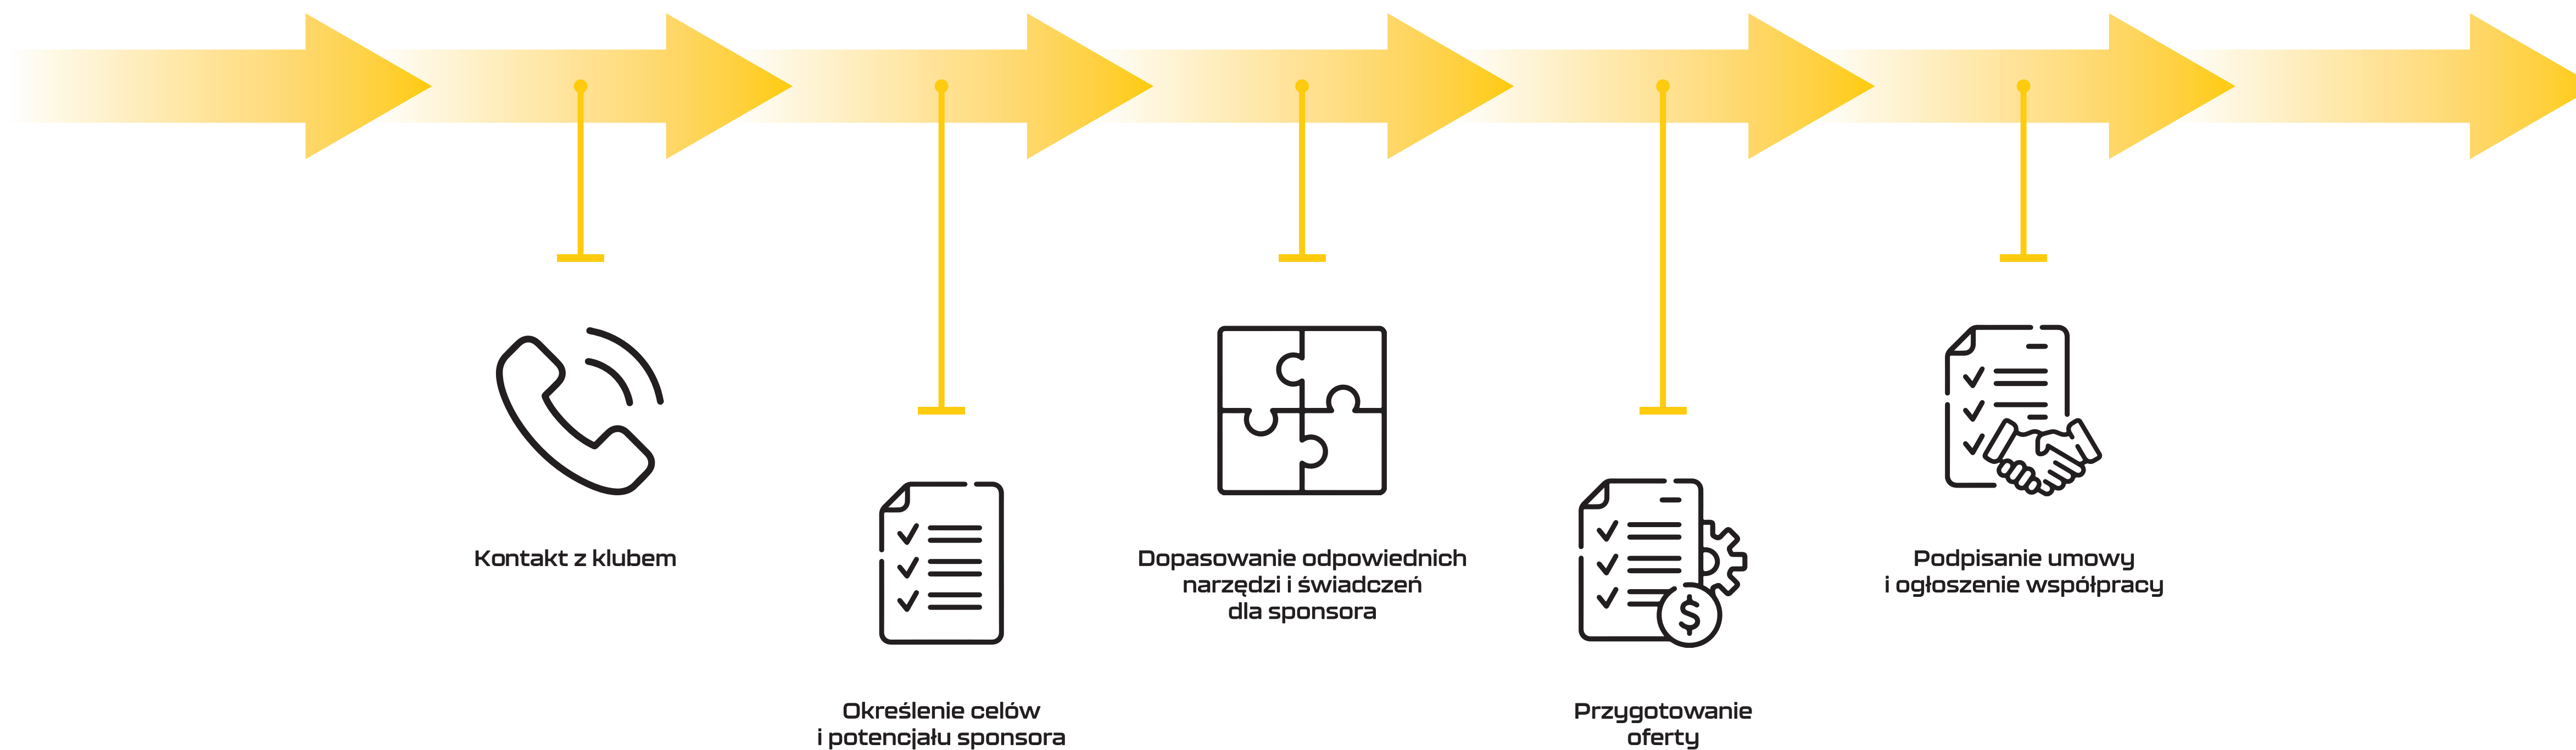 Kontakt z klubem
Określenie celów
i potencjału sponsora
Dopasowanie odpowiednich
narzędzi i świadczeń
dla sponsora
$
Przygotowanie
oferty
Podpisanie umowy
i ogłoszenie współpracy